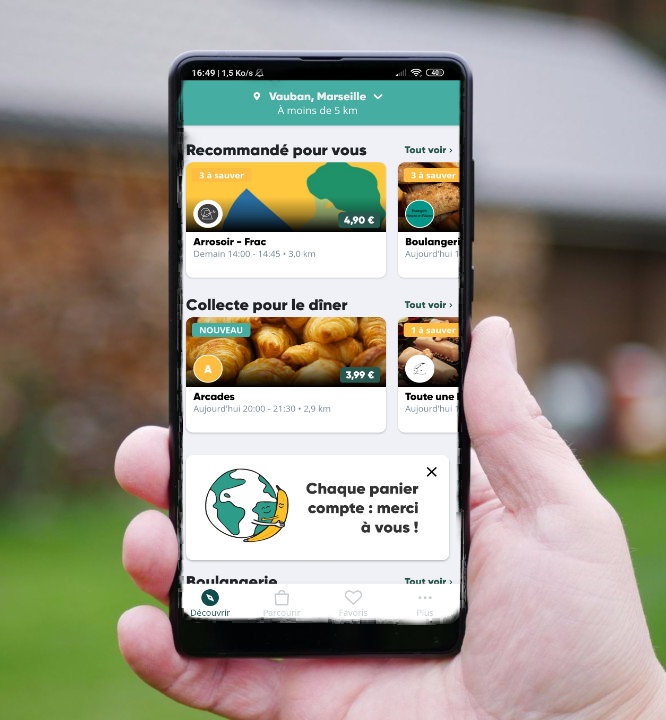 16:49 | 1,5 Ko/s
40
Vauban, Marseille
À moins de 5 km
Recommandé pour vous
Tout voir ›
3 à sauver
4,90 €
Arrosoir - Frac
Demain 14:00 - 14:45 • 3,0 km
3 à sauver
Boulangeri
Aujourd'hui 1
Collecte pour le dîner
Tout voir ›
NOUVEAU
A
3,99 €
Arcades
Aujourd'hui 20:00 - 21:30 • 2,9 km
1 à sauver
Toute une
Aujourd'hui 1
Chaque panier
compte : merci
à vous !
Boulangerie
Tout voir ›
Découvrir
Parcourir
Favoris
Plus